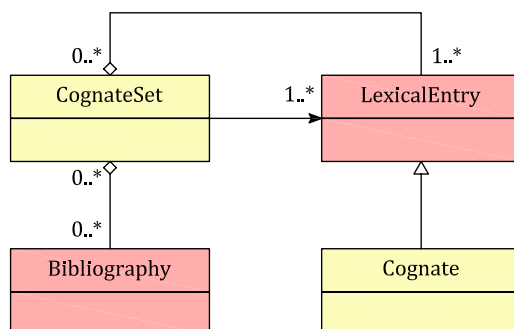 0..*
1..*
CognateSet
1..*
LexicalEntry
0..*
0..*
Bibliography
Cognate